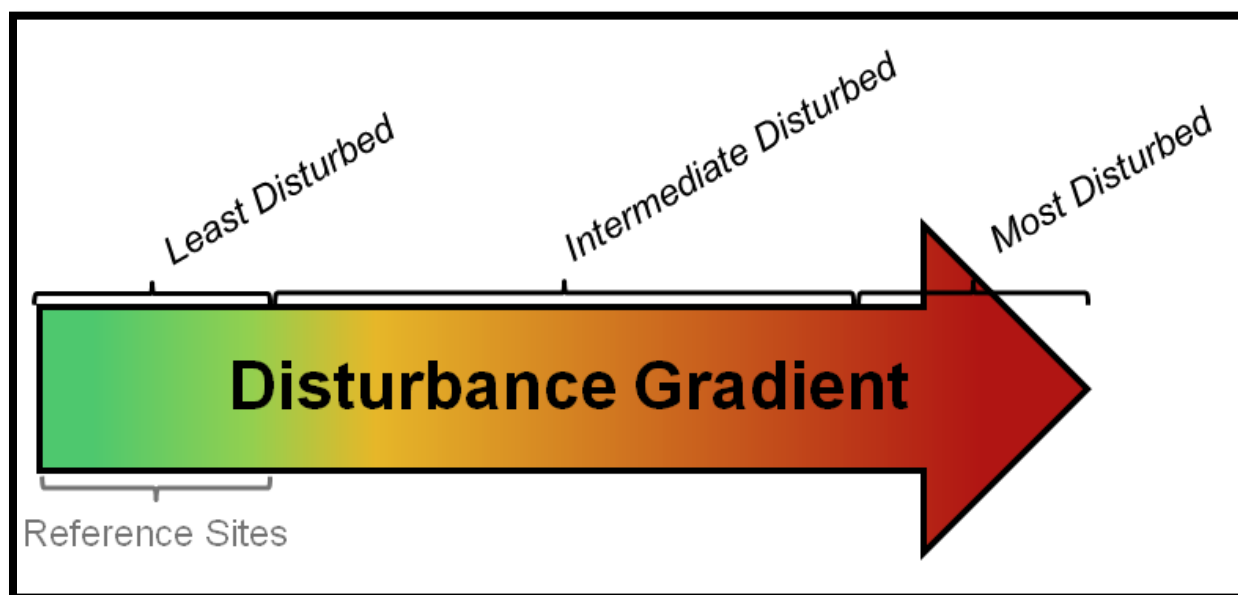 Least Disturbed
Intermediate Disturbed
Most Disturbed
Disturbance Gradient
Reference Sites